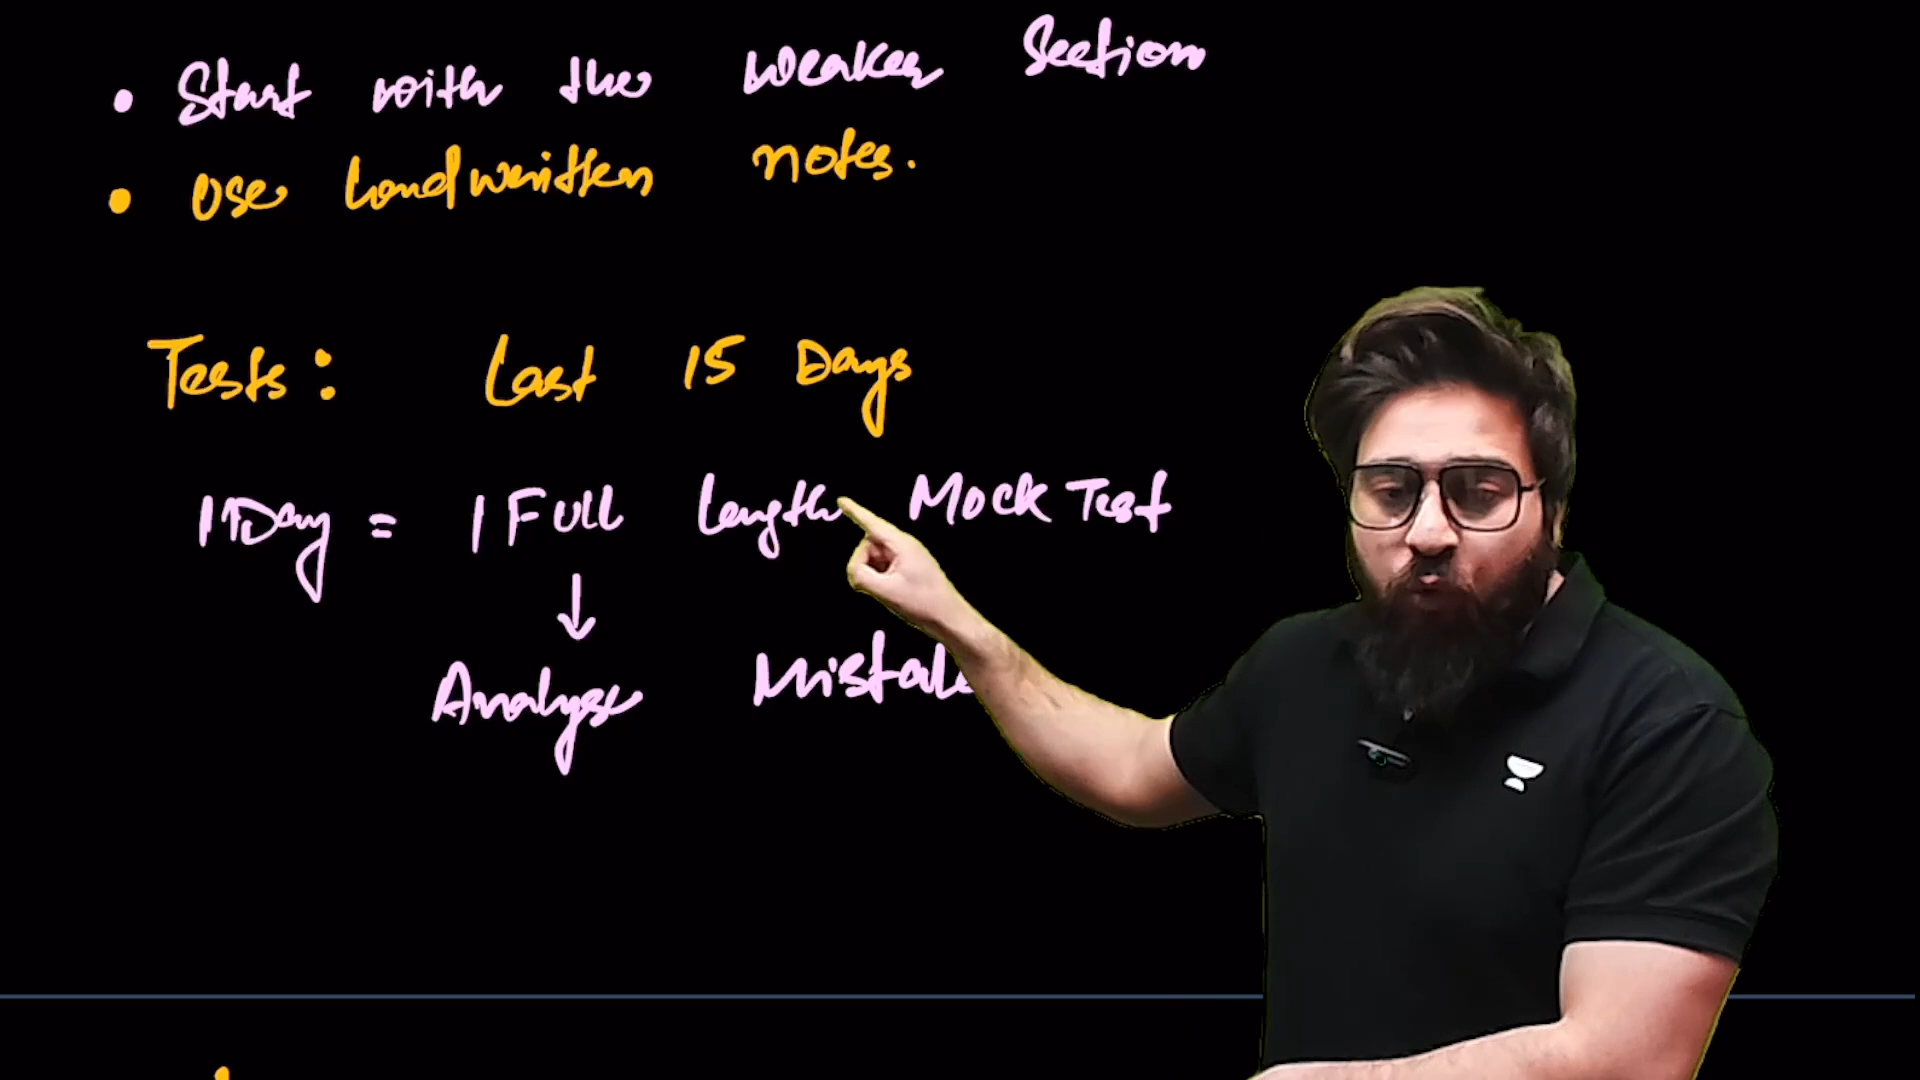 • Start with the weaker Section
• Use handwritten notes.
Tests: Last 15 Days
1 Day = 1 Full Length Mock Test
↓
Analyse